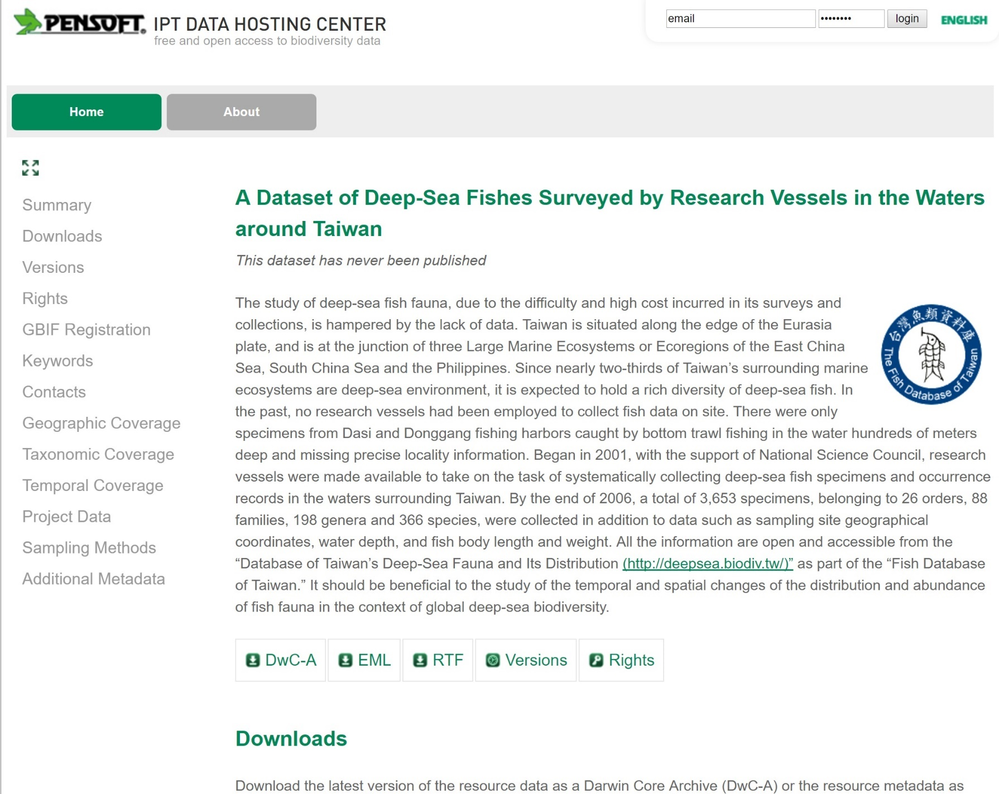 PENSOFT. IPT DATA HOSTING CENTER
free and open access to biodiversity data
email
login
ENGLISH
Home
About
Summary
Downloads
Versions
Rights
GBIF Registration
Keywords
Contacts
Geographic Coverage
Taxonomic Coverage
Temporal Coverage
Project Data
Sampling Methods
Additional Metadata
A Dataset of Deep-Sea Fishes Surveyed by Research Vessels in the Waters
around Taiwan
This dataset has never been published
The study of deep-sea fish fauna, due to the difficulty and high cost incurred in its surveys and
collections, is hampered by the lack of data. Taiwan is situated along the edge of the Eurasia
plate, and is at the junction of three Large Marine Ecosystems or Ecoregions of the East China
Sea, South China Sea and the Philippines. Since nearly two-thirds of Taiwan’s surrounding marine
ecosystems are deep-sea environment, it is expected to hold a rich diversity of deep-sea fish. In
the past, no research vessels had been employed to collect fish data on site. There were only
specimens from Dasi and Donggang fishing harbors caught by bottom trawl fishing in the water hundreds of meters
deep and missing precise locality information. Began in 2001, with the support of National Science Council, research
vessels were made available to take on the task of systematically collecting deep-sea fish specimens and occurrence
records in the waters surrounding Taiwan. By the end of 2006, a total of 3,653 specimens, belonging to 26 orders, 88
families, 198 genera and 366 species, were collected in addition to data such as sampling site geographical
coordinates, water depth, and fish body length and weight. All the information are open and accessible from the
“Database of Taiwan’s Deep-Sea Fauna and Its Distribution (http://deepsea.biodiv.tw/)” as part of the “Fish Database
of Taiwan.” It should be beneficial to the study of the temporal and spatial changes of the distribution and abundance
of fish fauna in the context of global deep-sea biodiversity.
台灣魚類資料庫
The Fish Database of Taiwan
DwC-A
EML
RTF
Versions
Rights
Downloads
Download the latest version of the resource data as a Darwin Core Archive (DwC-A) or the resource metadata as